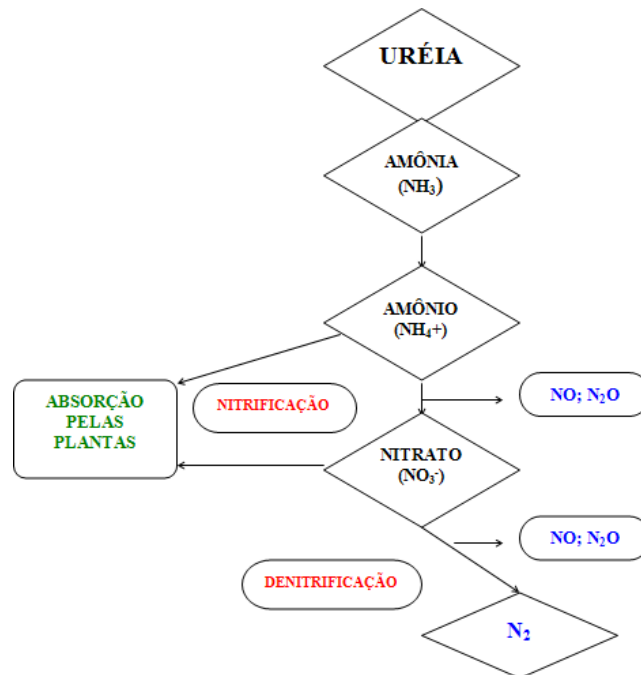 URÉIA
AMÔNIA
(NH₃)
AMÔNIO
(NH₄+)
ABSORÇÃO
PELAS
PLANTAS
NITRIFICAÇÃO
NO; N₂O
NITRATO
(NO₃⁻)
NO; N₂O
DENITRIFICAÇÃO
N₂